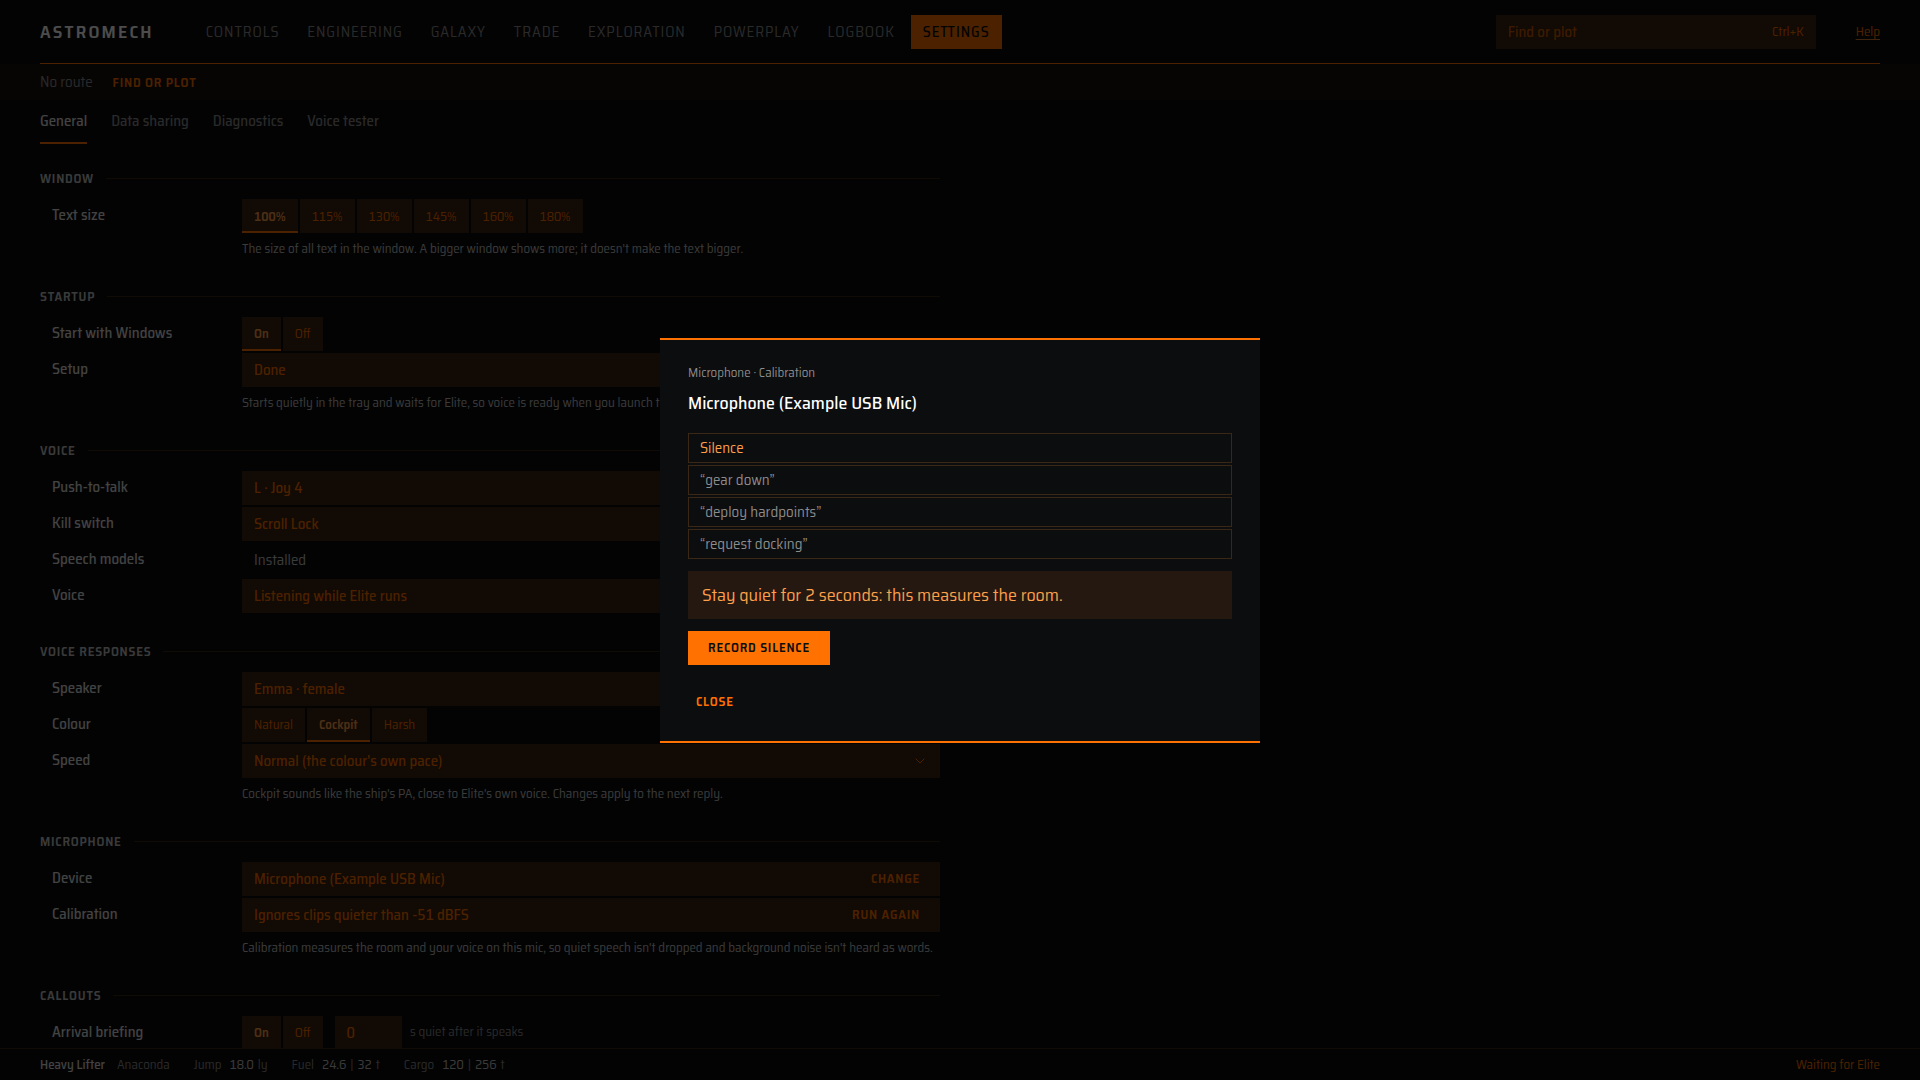 ASTROMECH CONTROLS ENGINEERING GALAXY TRADE EXPLORATION POWERPLAY LOGBOOK SETTINGS Find or plot Ctrl+K Help
No route FIND OR PLOT
General Data sharing Diagnostics Voice tester
WINDOW
Text size 100% 115% 130% 145% 160% 180%
The size of all text in the window. A bigger window shows more; it doesn't make the text bigger.
STARTUP
Start with Windows On Off
Setup Done
Starts quietly in the tray and waits for Elite, so voice is ready when you launch
VOICE
Push-to-talk L · Joy 4
Kill switch Scroll Lock
Speech models Installed
Voice Listening while Elite runs
VOICE RESPONSES
Speaker Emma · female
Colour Natural Cockpit Harsh
Speed Normal (the colour's own pace)
Cockpit sounds like the ship's PA, close to Elite's own voice. Changes apply to the next reply.
MICROPHONE
Device Microphone (Example USB Mic) CHANGE
Calibration Ignores clips quieter than -51 dBFS RUN AGAIN
Calibration measures the room and your voice on this mic, so quiet speech isn't dropped and background noise isn't heard as words.
CALLOUTS
Arrival briefing On Off 0 s quiet after it speaks
Microphone · Calibration
Microphone (Example USB Mic)
Silence
“gear down”
“deploy hardpoints”
“request docking”
Stay quiet for 2 seconds: this measures the room.
RECORD SILENCE
CLOSE
Heavy Lifter Anaconda Jump 18.0 ly Fuel 24.6 | 32 t Cargo 120 | 256 t Waiting for Elite